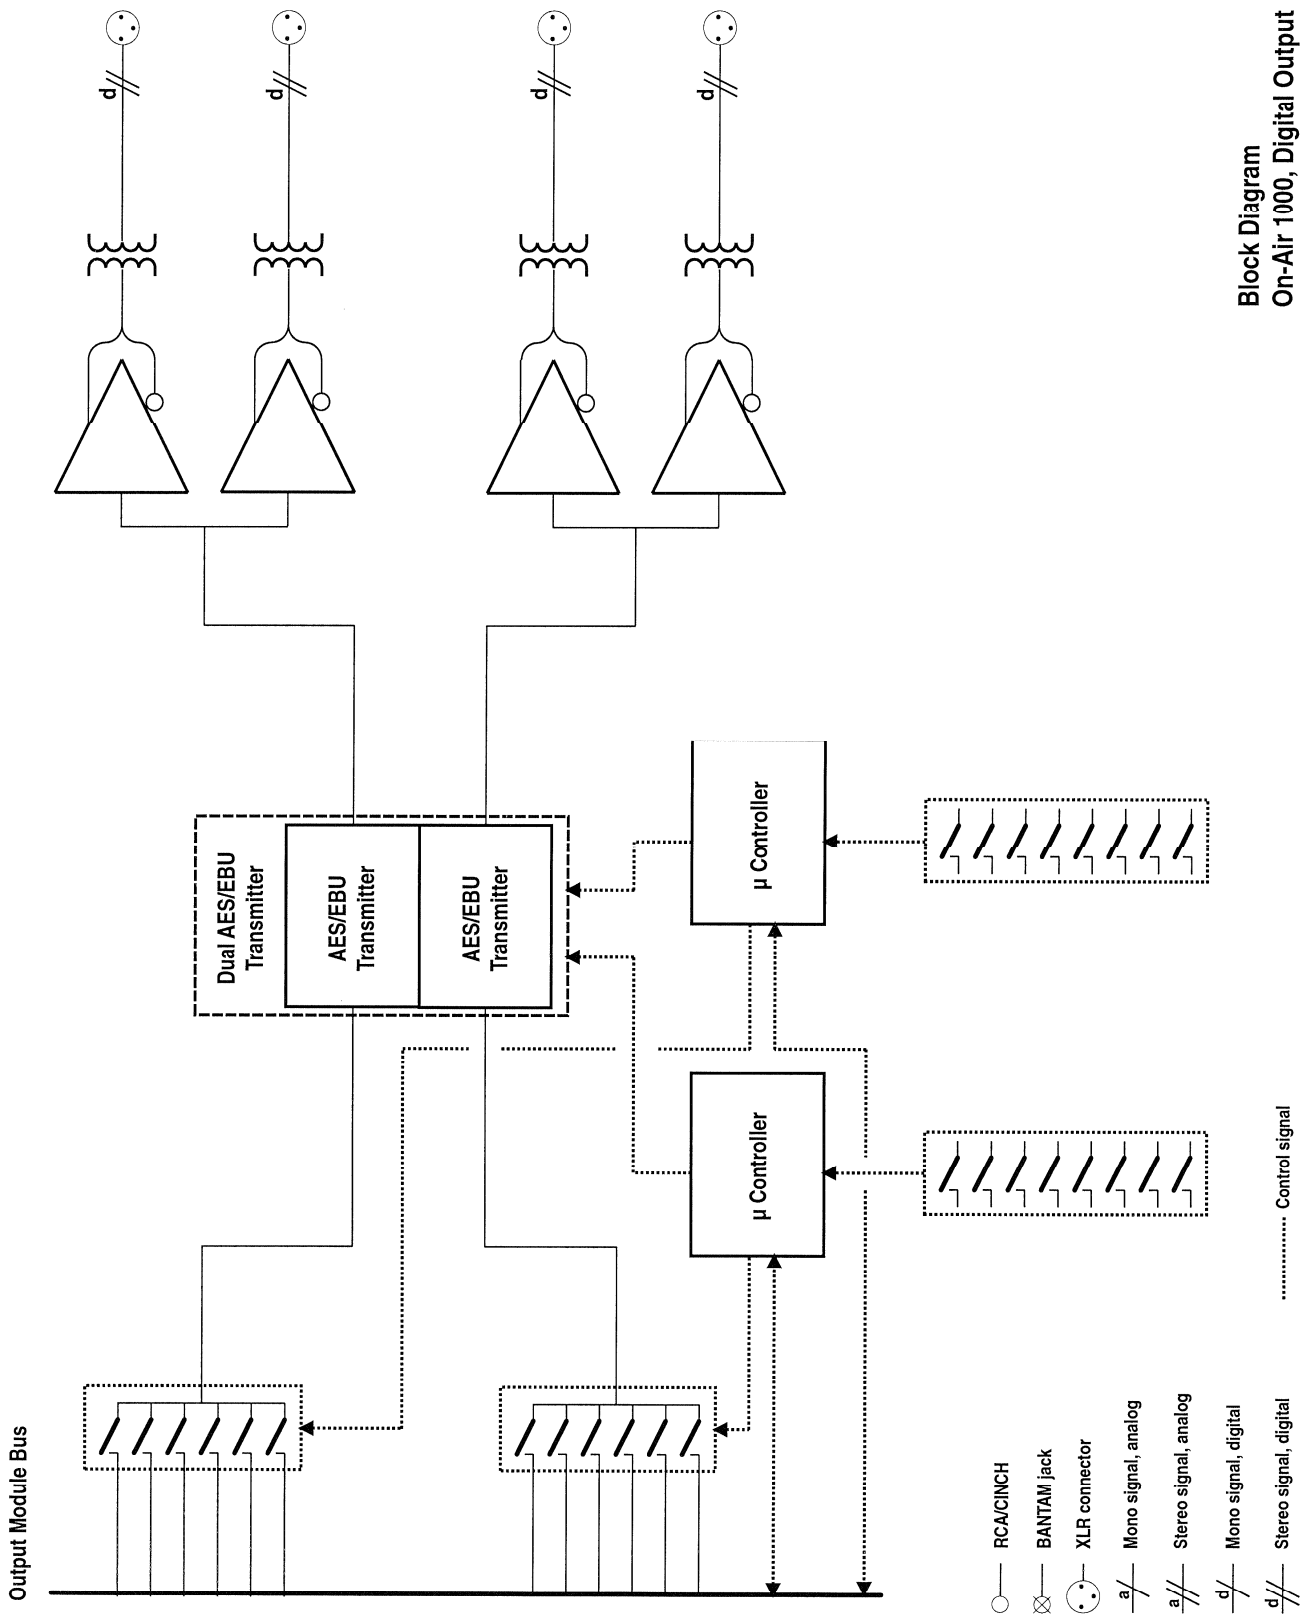 Output Module Bus
Dual AES/EBU
Transmitter
AES/EBU
Transmitter
AES/EBU
Transmitter
µ Controller
µ Controller
d
d
d
d
RCA/CINCH
BANTAM jack
XLR connector
a
Mono signal, analog
a
Stereo signal, analog
d
Mono signal, digital
d
Stereo signal, digital
Control signal
Block Diagram
On-Air 1000, Digital Output